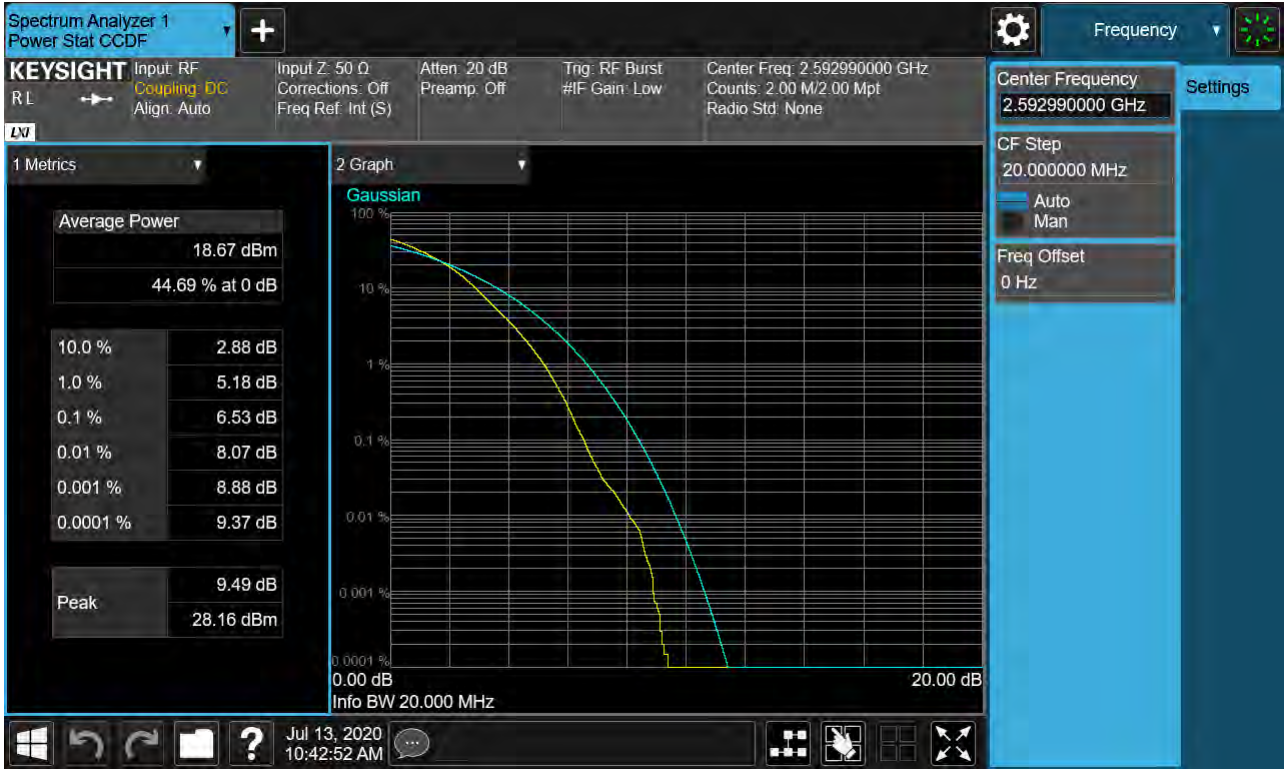 Spectrum Analyzer 1
Power Stat CCDF
+
Frequency
KEYSIGHT
RL
LXI
Input: RF
Coupling: DC
Align: Auto
Input Z: 50 Ω
Corrections: Off
Freq Ref: Int (S)
Atten: 20 dB
Preamp: Off
Trig: RF Burst
#IF Gain: Low
Center Freq: 2.592990000 GHz
Counts: 2.00 M/2.00 Mpt
Radio Std: None
Center Frequency
2.592990000 GHz
Settings
CF Step
20.000000 MHz
Auto
Man
Freq Offset
0 Hz
1 Metrics
Average Power
18.67 dBm
44.69 % at 0 dB
10.0 % 2.88 dB
1.0 % 5.18 dB
0.1 % 6.53 dB
0.01 % 8.07 dB
0.001 % 8.88 dB
0.0001 % 9.37 dB
Peak
9.49 dB
28.16 dBm
2 Graph
Gaussian
100 %
10 %
1 %
0.1 %
0.01 %
0.001 %
0.0001 %
0.00 dB 20.00 dB
Info BW 20.000 MHz
?
Jul 13, 2020
10:42:52 AM